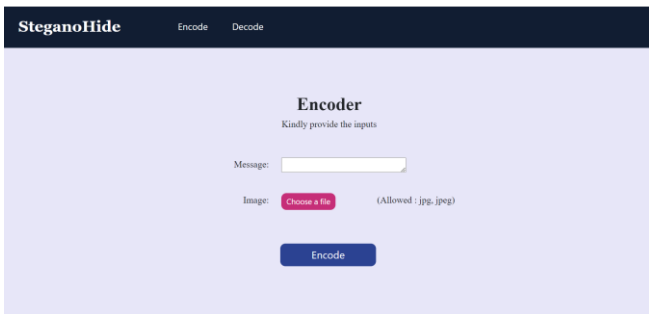 SteganoHide Encode Decode
Encoder
Kindly provide the inputs
Message:
Image: Choose a file (Allowed : jpg, jpeg)
Encode